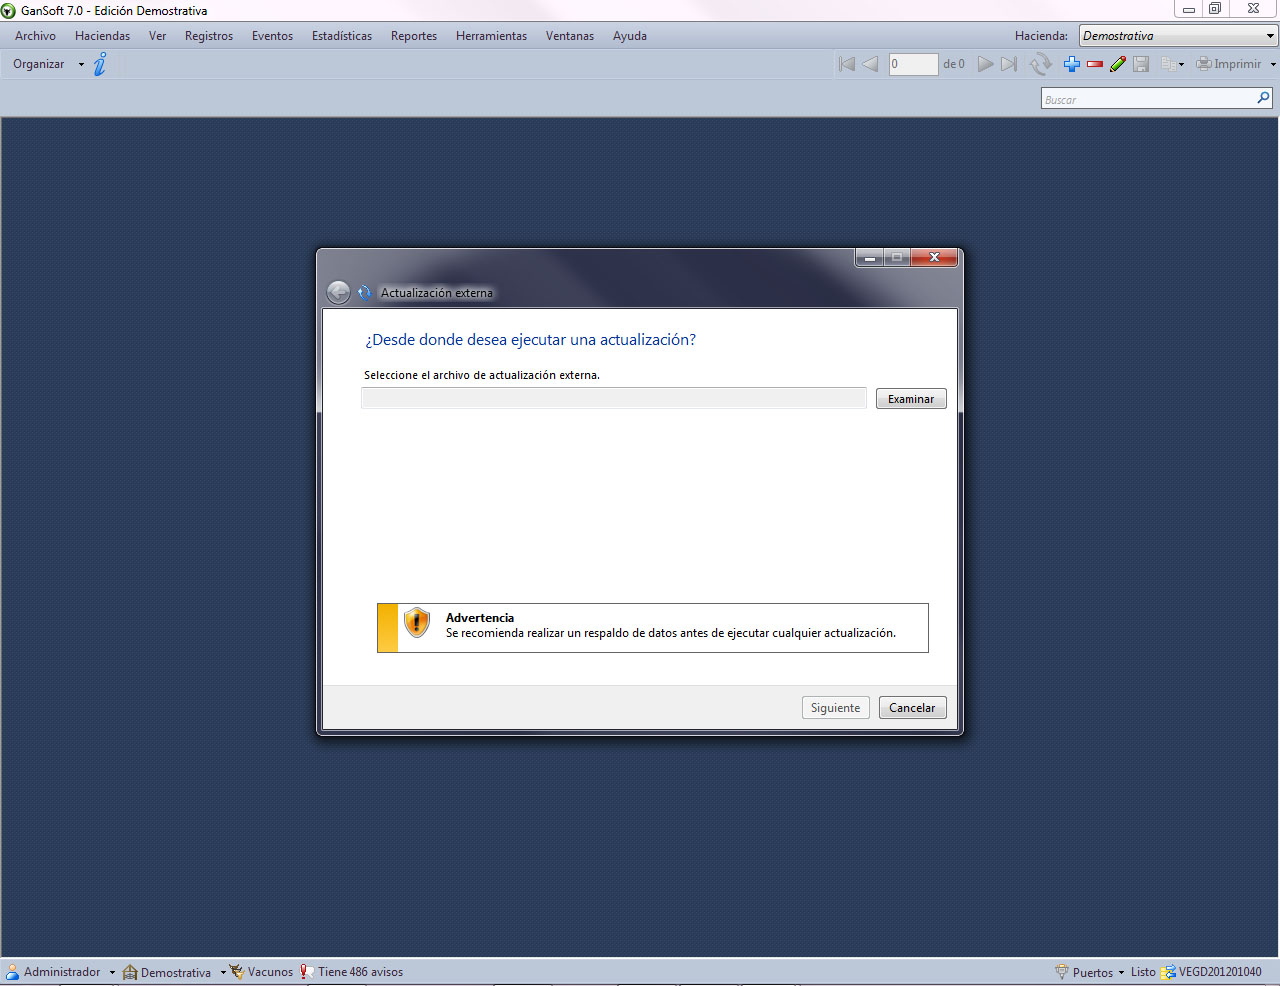 GanSoft 7.0 - Edición Demostrativa
Archivo Haciendas Ver Registros Eventos Estadísticas Reportes Herramientas Ventanas Ayuda Hacienda: Demostrativa
Organizar 0 de 0 Imprimir
Buscar
Actualización externa
¿Desde donde desea ejecutar una actualización?
Seleccione el archivo de actualización externa.
Examinar
Advertencia
Se recomienda realizar un respaldo de datos antes de ejecutar cualquier actualización.
Siguiente Cancelar
Administrador Demostrativa Vacunos Tiene 486 avisos Puertos Listo VEGD201201040